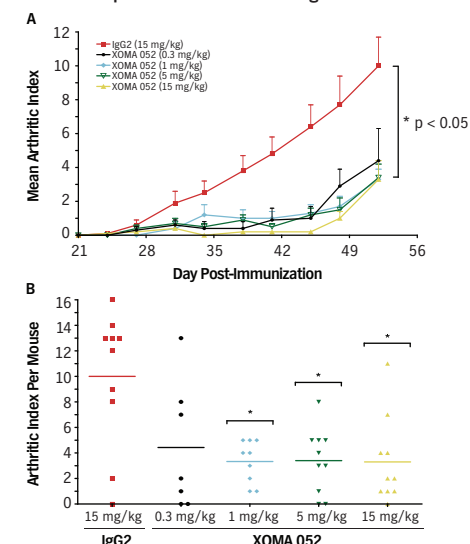 A
12
10
8
6
4
2
0
Mean Arthritic Index
IgG2 (15 mg/kg)
XOMA 052 (0.3 mg/kg)
XOMA 052 (1 mg/kg)
XOMA 052 (5 mg/kg)
XOMA 052 (15 mg/kg)
* p < 0.05
21 28 35 42 49 56
Day Post-Immunization
B
16
14
12
10
8
6
4
2
0
Arthritic Index Per Mouse
* * *
15 mg/kg 0.3 mg/kg 1 mg/kg 5 mg/kg 15 mg/kg
IgG2 XOMA 052